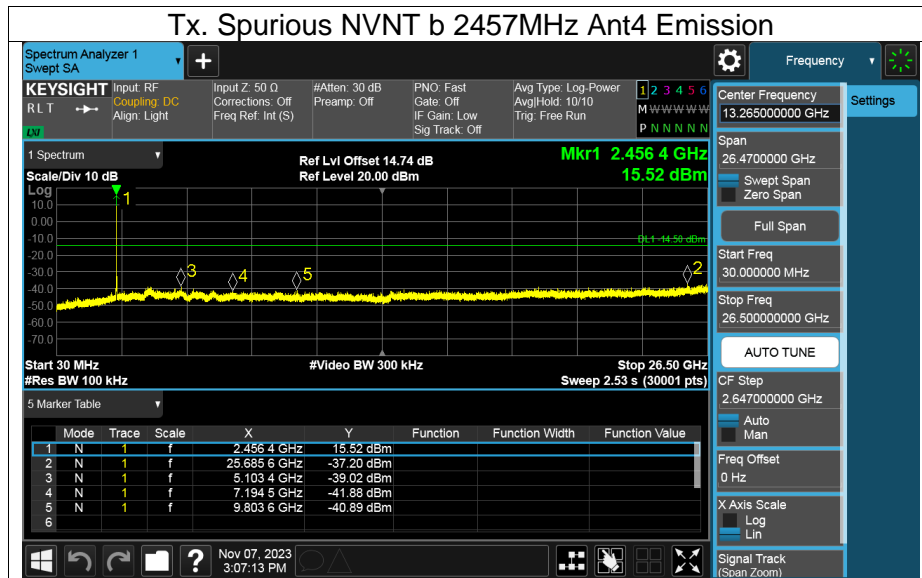 Tx. Spurious NVNT b 2457MHz Ant4 Emission
Spectrum Analyzer 1
Swept SA
+
Frequency
KEYSIGHT
RLT
LXI
Input: RF
Coupling: DC
Align: Light
Input Z: 50 Ω
Corrections: Off
Freq Ref: Int (S)
#Atten: 30 dB
Preamp: Off
PNO: Fast
Gate: Off
IF Gain: Low
Sig Track: Off
Avg Type: Log-Power
Avg|Hold: 10/10
Trig: Free Run
1 2 3 4 5 6
M W W W W W
P N N N N N
1 Spectrum
Scale/Div 10 dB
Ref Lvl Offset 14.74 dB
Ref Level 20.00 dBm
Mkr1 2.456 4 GHz
15.52 dBm
Log
10.0
0.00
-10.0
-20.0
-30.0
-40.0
-50.0
-60.0
-70.0
1
3
4
5
2
DL1 -14.50 dBm
Start 30 MHz
#Res BW 100 kHz
#Video BW 300 kHz
Stop 26.50 GHz
Sweep 2.53 s (30001 pts)
5 Marker Table
Mode Trace Scale X Y Function Function Width Function Value
1 N 1 f 2.456 4 GHz 15.52 dBm
2 N 1 f 25.685 6 GHz -37.20 dBm
3 N 1 f 5.103 4 GHz -39.02 dBm
4 N 1 f 7.194 5 GHz -41.88 dBm
5 N 1 f 9.803 6 GHz -40.89 dBm
6
Center Frequency
13.265000000 GHz
Settings
Span
26.4700000 GHz
Swept Span
Zero Span
Full Span
Start Freq
30.000000 MHz
Stop Freq
26.500000000 GHz
AUTO TUNE
CF Step
2.647000000 GHz
Auto
Man
Freq Offset
0 Hz
X Axis Scale
Log
Lin
Signal Track
(Span Zoom)
?
Nov 07, 2023
3:07:13 PM